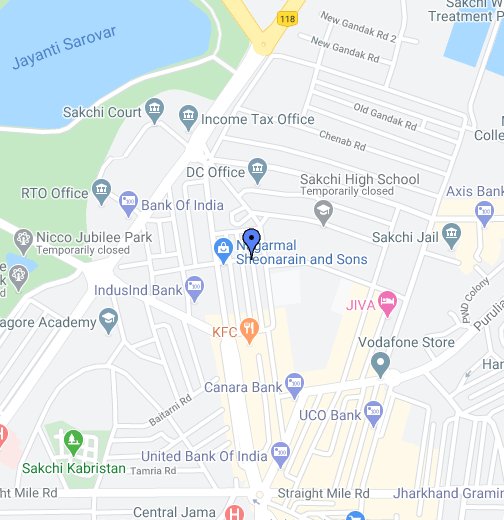 Jayanti Sarovar
118
New Gandak Rd 2
New Gandak Rd
Sakchi W
Treatment P
Sakchi Court
Income Tax Office
Old Gandak Rd
Chenab Rd
DC Office
Sakchi High School
Temporarily closed
RTO Office
Bank Of India
Axis Bank
Nicco Jubilee Park
Temporarily closed
Sakchi Jail
Nagarmal
Sheonarain and Sons
IndusInd Bank
JIVA
PWD Colony
Purulia
agore Academy
KFC
Vodafone Store
Har
Canara Bank
Baitarni Rd
UCO Bank
United Bank Of India
Sakchi Kabristan
Tamria Rd
ht Mile Rd
Straight Mile Rd
Jharkhand Gramin
Central Jama